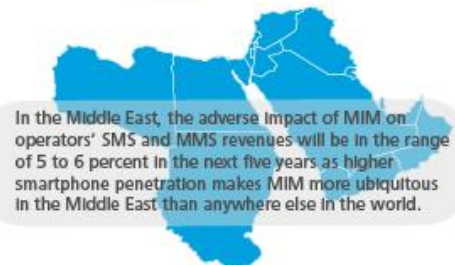 In the Middle East, the adverse impact of MIM on
operators' SMS and MMS revenues will be in the range
of 5 to 6 percent in the next five years as higher
smartphone penetration makes MIM more ubiquitous
in the Middle East than anywhere else in the world.